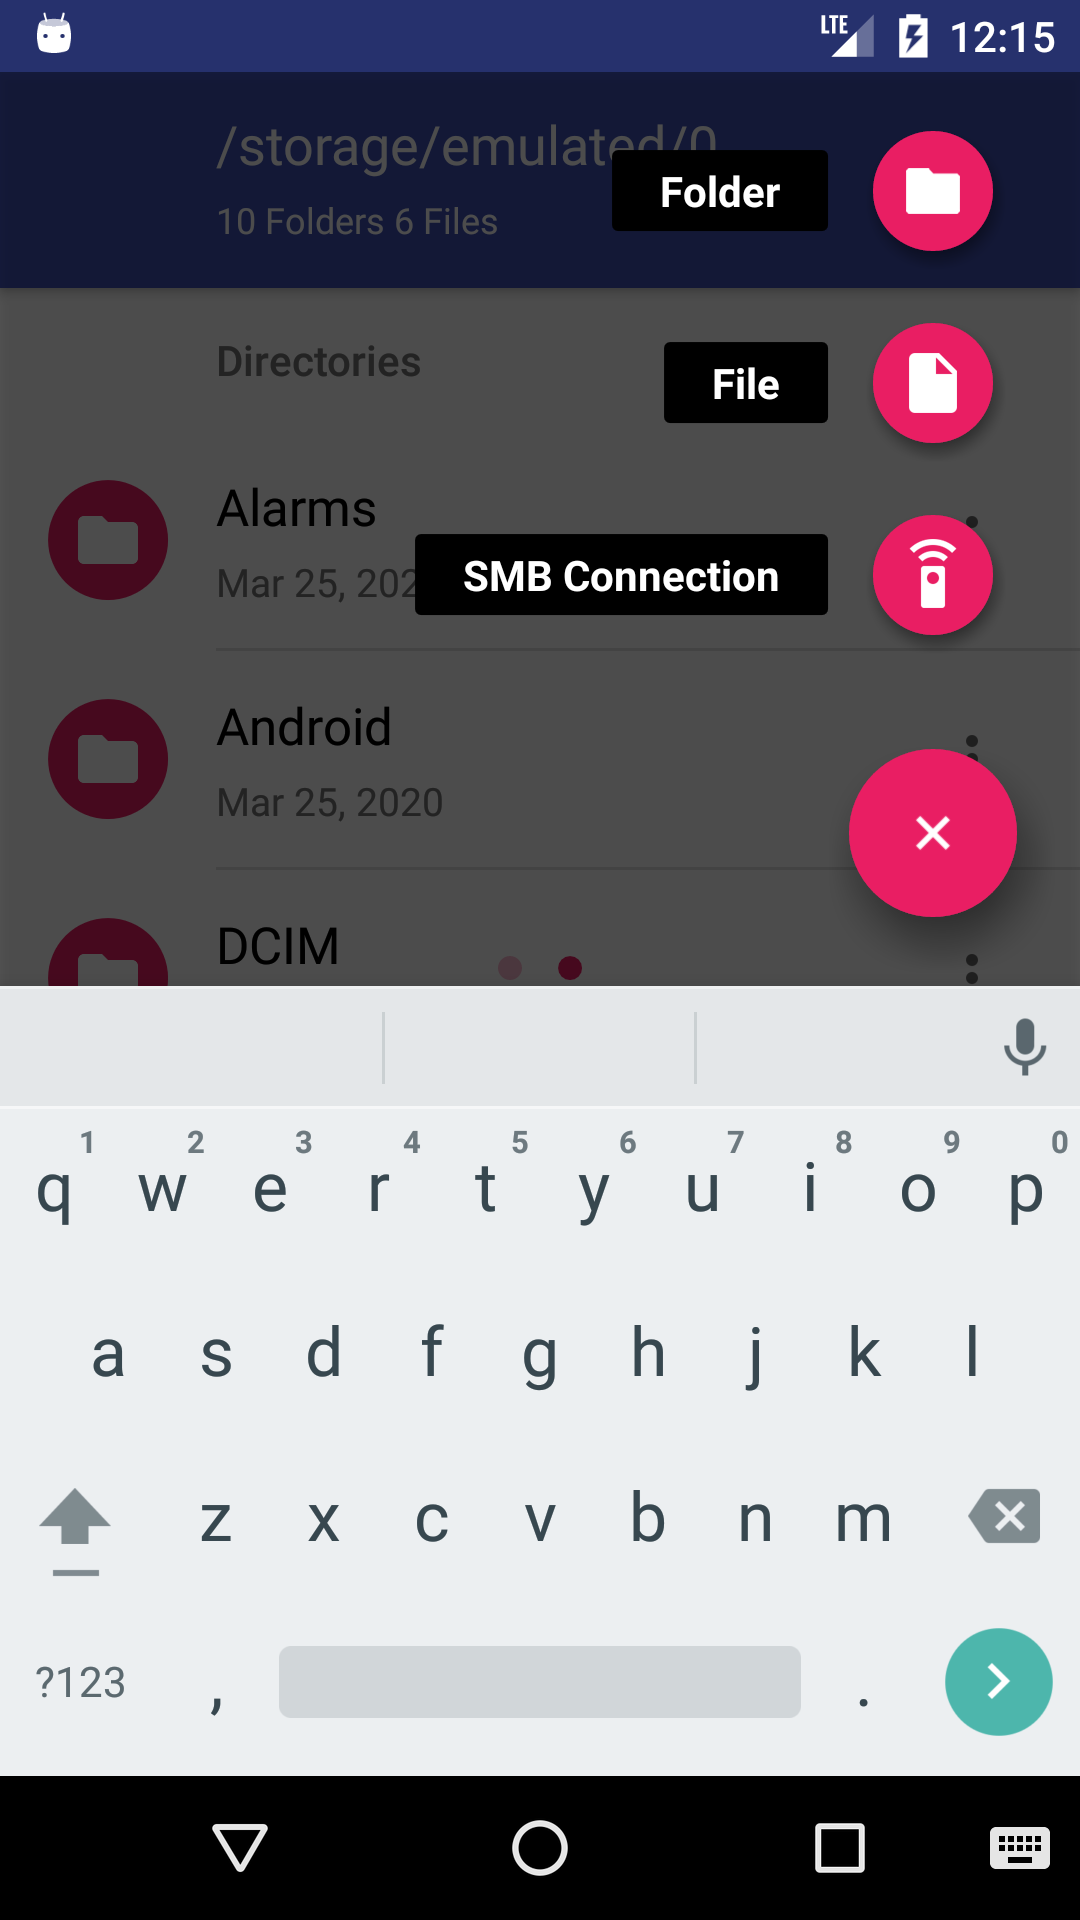 LTE 12:15
/storage/emulated/0
10 Folders 6 Files
Folder
Directories
File
Alarms
Mar 25, 202
SMB Connection
Android
Mar 25, 2020
DCIM
1 2 3 4 5 6 7 8 9 0
q w e r t y u i o p
a s d f g h j k l
z x c v b n m
?123 , .